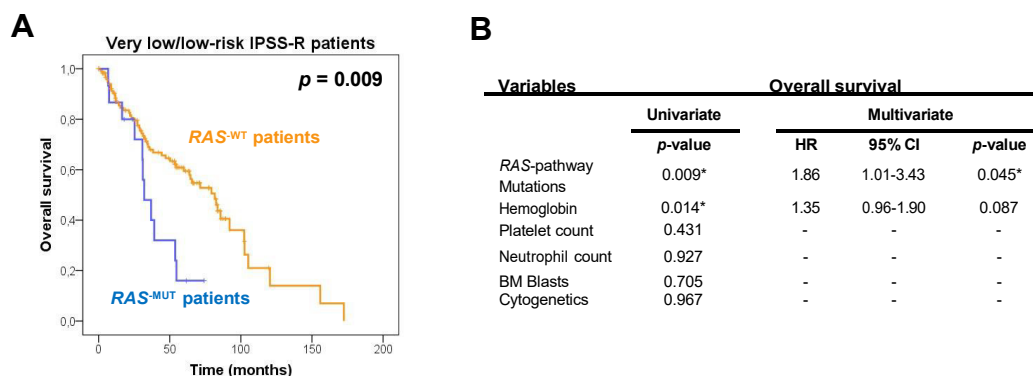 A
Very low/low-risk IPSS-R patients
p = 0.009
RAS-WT patients
RAS-MUT patients
Overall survival
1,0
0,8
0,6
0,4
0,2
0,0
0 50 100 150 200
Time (months)
B
Variables Overall survival
Univariate Multivariate
p-value HR 95% CI p-value
RAS-pathway
Mutations 0.009* 1.86 1.01-3.43 0.045*
Hemoglobin 0.014* 1.35 0.96-1.90 0.087
Platelet count 0.431 - - -
Neutrophil count 0.927 - - -
BM Blasts 0.705 - - -
Cytogenetics 0.967 - - -